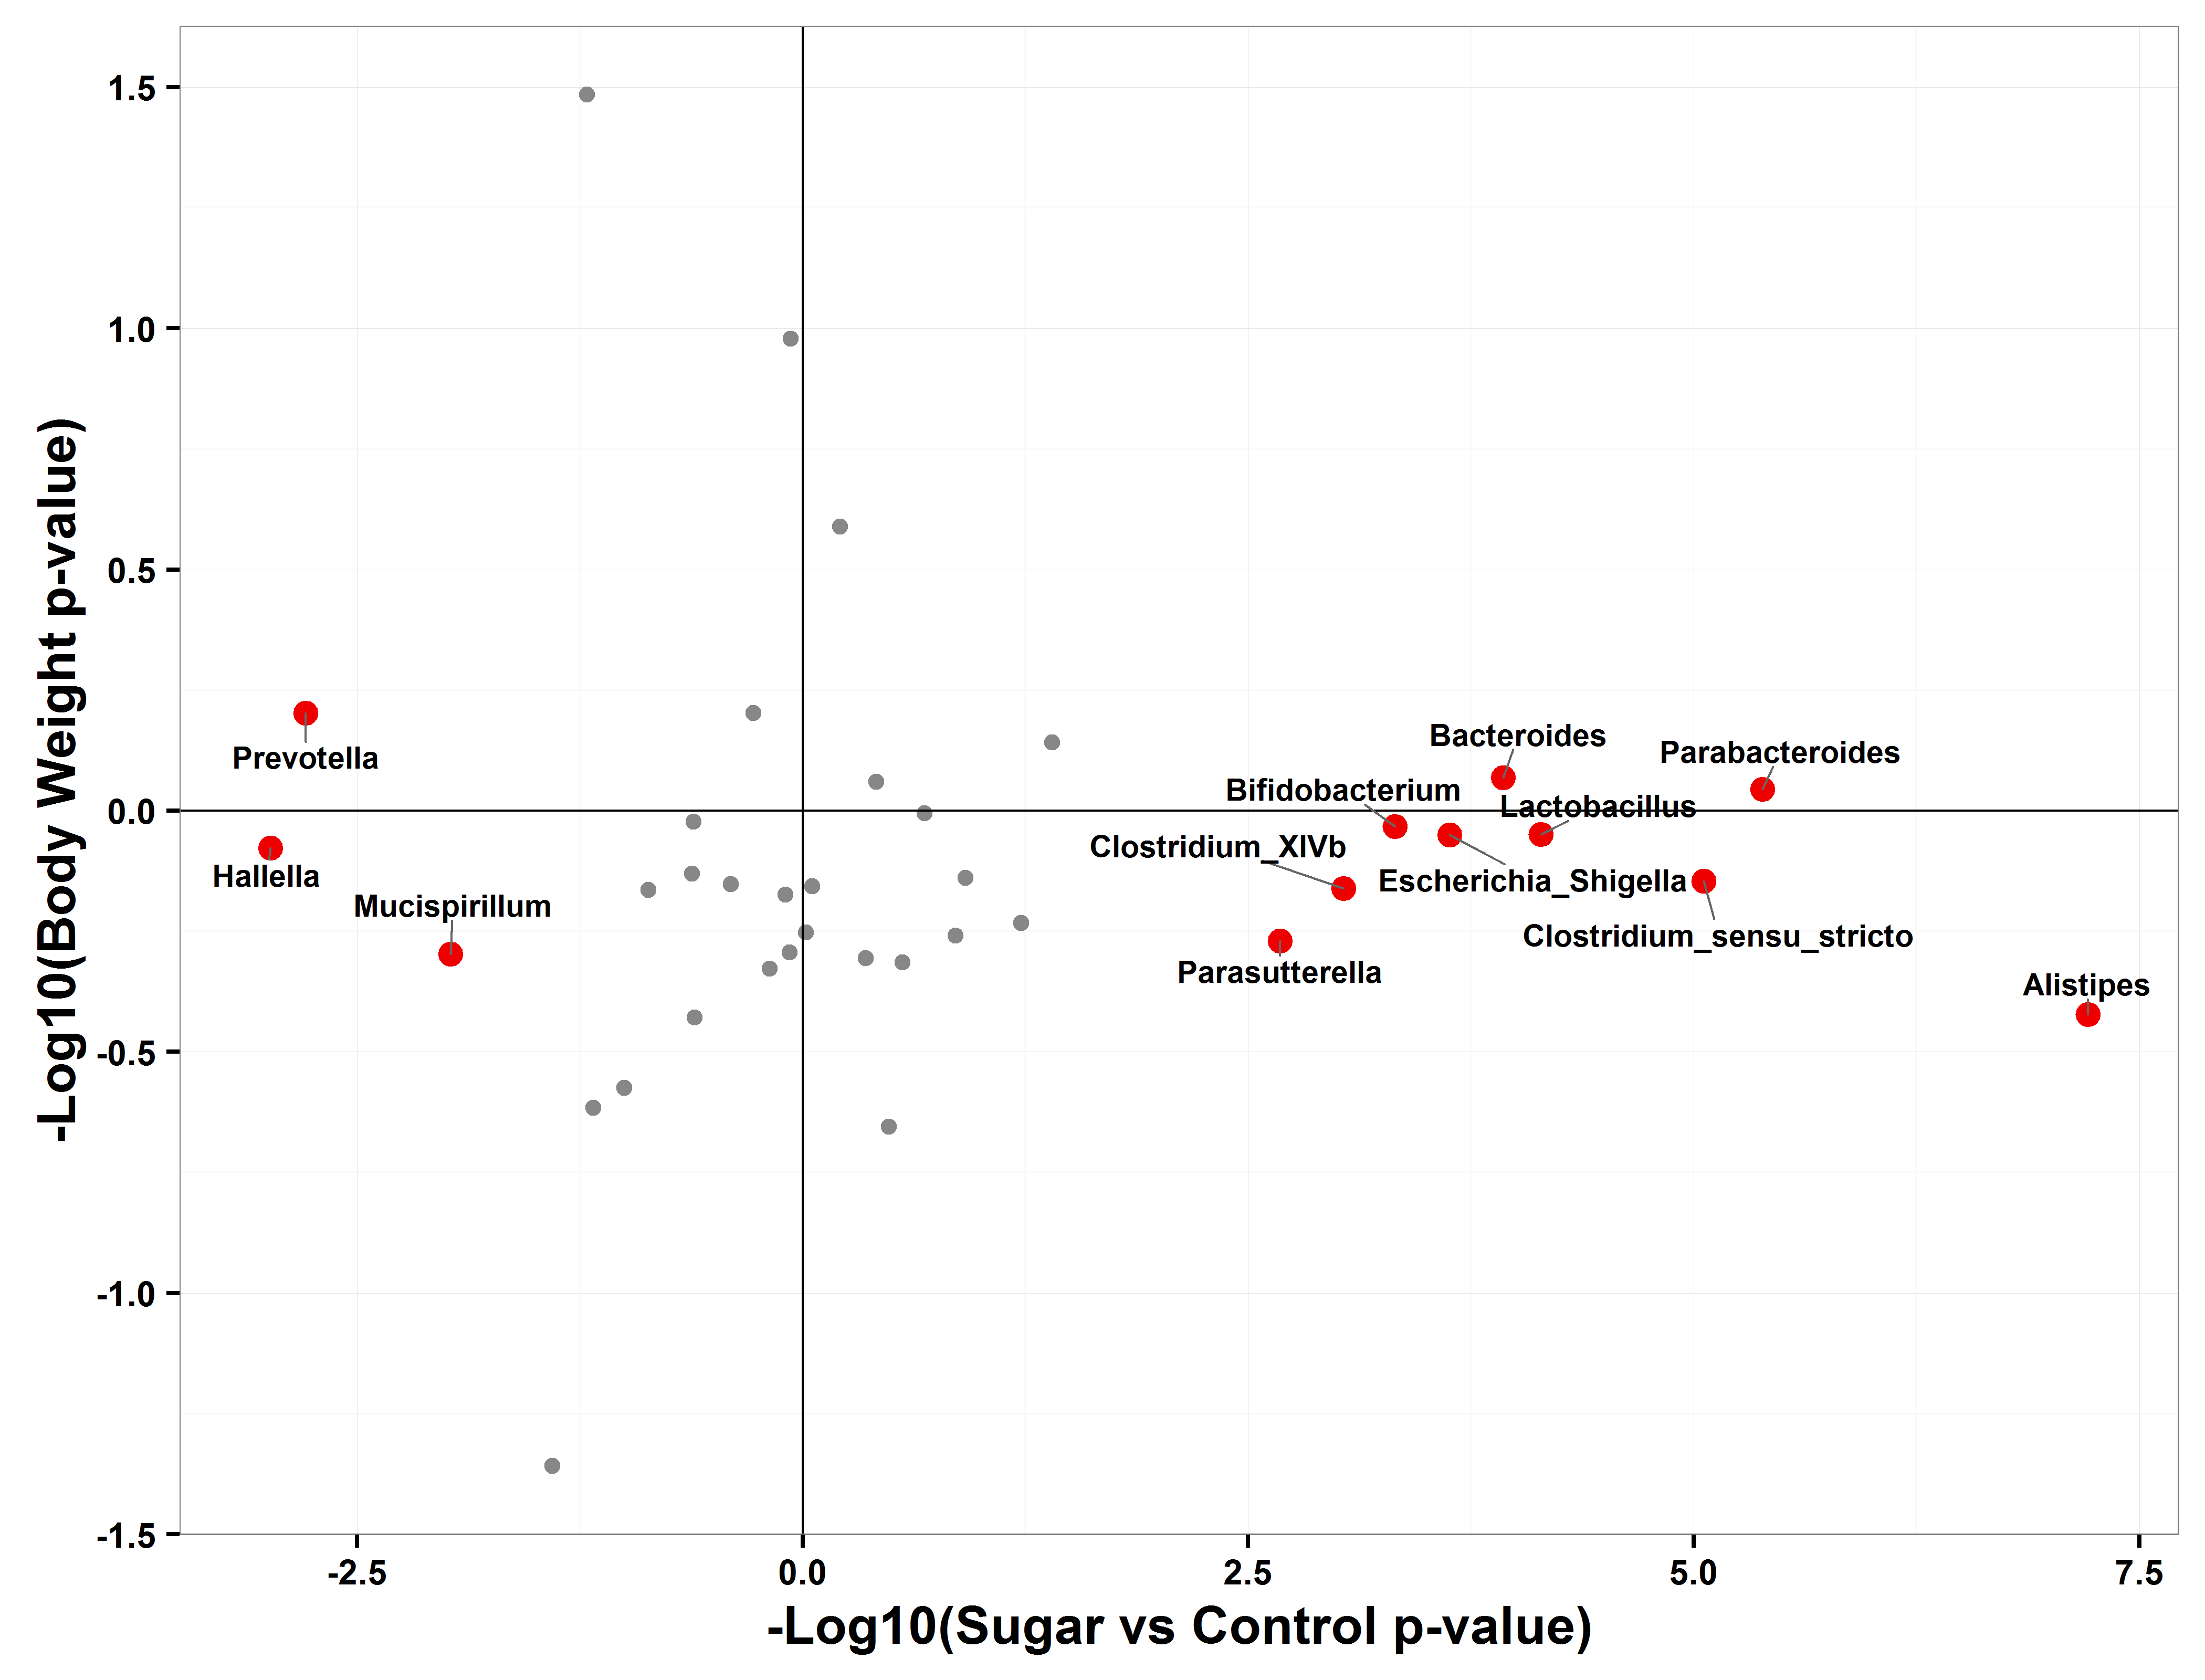 1.5
1.0
0.5
0.0
-0.5
-1.0
-1.5
-Log10(Body Weight p-value)
Prevotella
Hallella
Mucispirillum
Bacteroides
Parabacteroides
Bifidobacterium
Lactobacillus
Clostridium_XIVb
Escherichia_Shigella
Clostridium_sensu_stricto
Parasutterella
Alistipes
-2.5
0.0
2.5
5.0
7.5
-Log10(Sugar vs Control p-value)